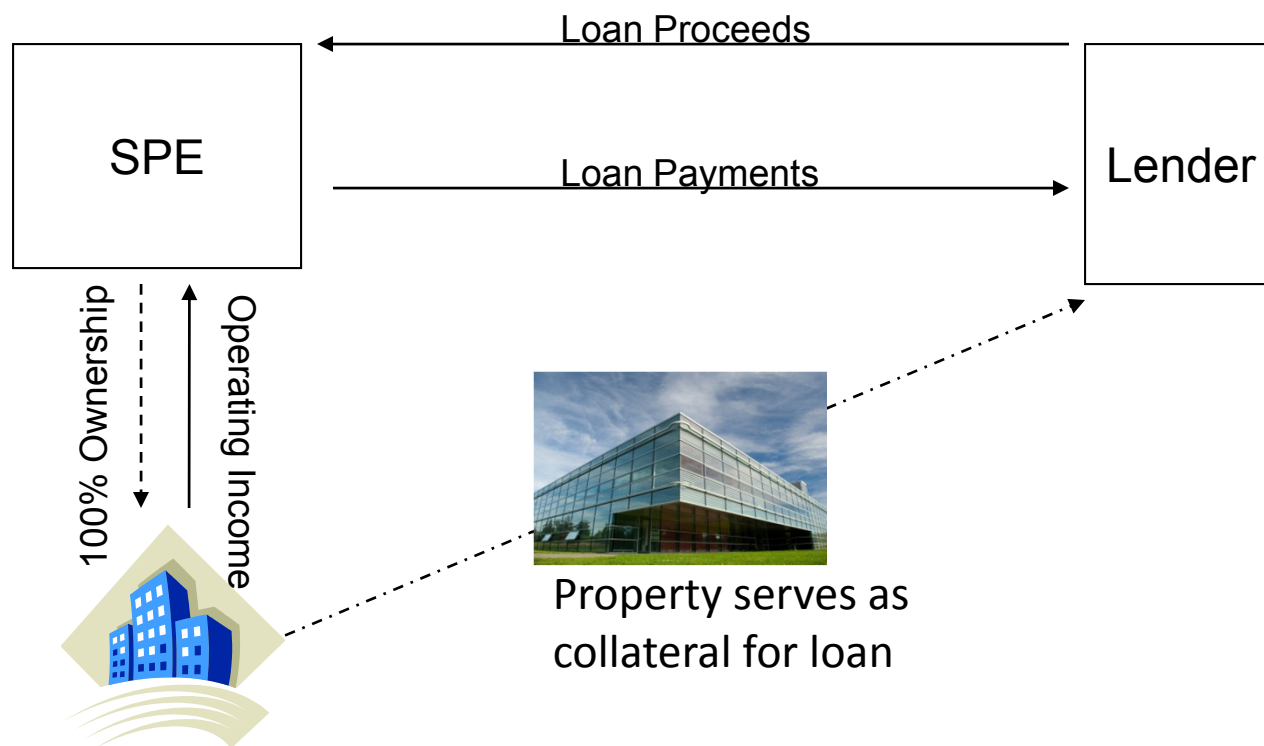 Loan Proceeds
SPE
Loan Payments
Lender
100% Ownership
Operating Income
Property serves as
collateral for loan